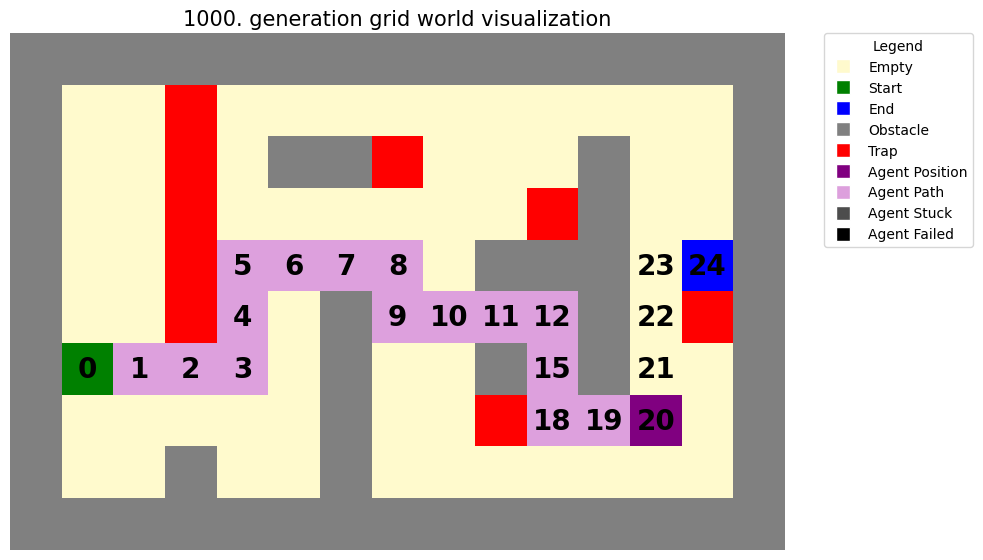 1000. generation grid world visualization
Legend
Empty
Start
End
Obstacle
Trap
Agent Position
Agent Path
Agent Stuck
Agent Failed
5 6 7 8 23 24
4 9 10 11 12 22
0 1 2 3 15 21
18 19 20